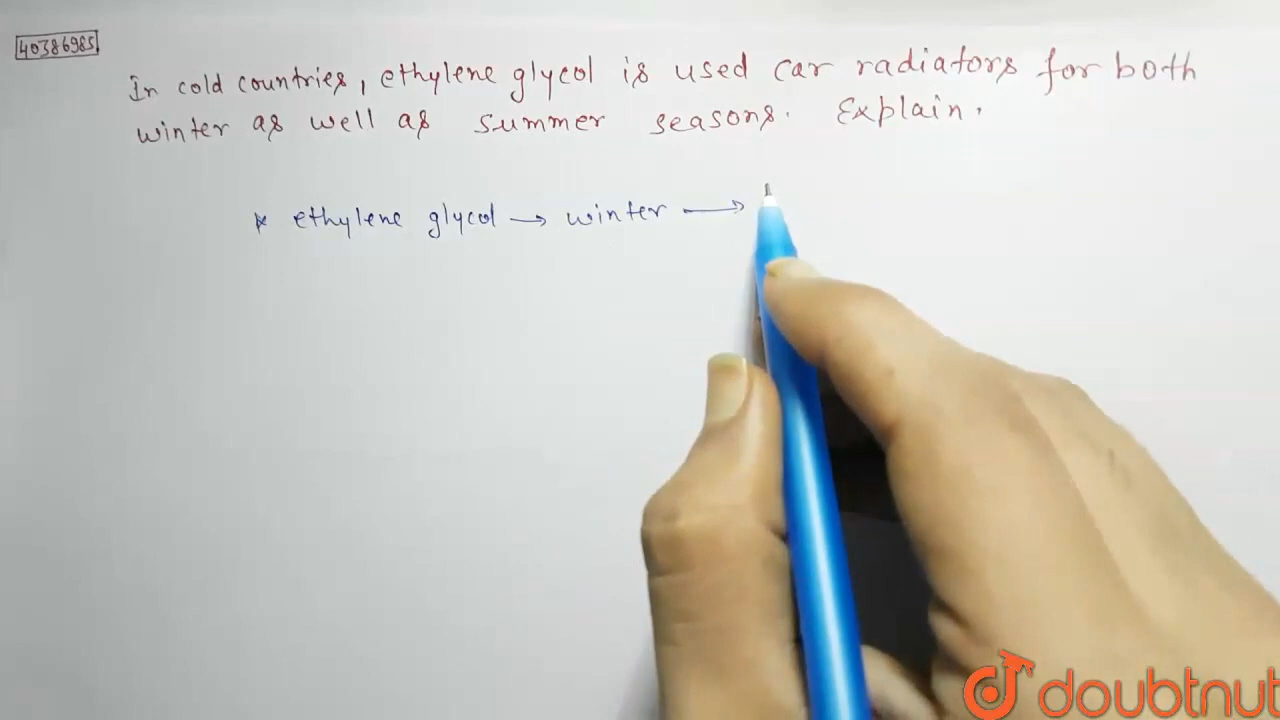 40386985
In cold countries, ethylene glycol is used car radiators for both
winter as well as summer seasons. Explain.
* ethylene glycol → winter →
doubtnut